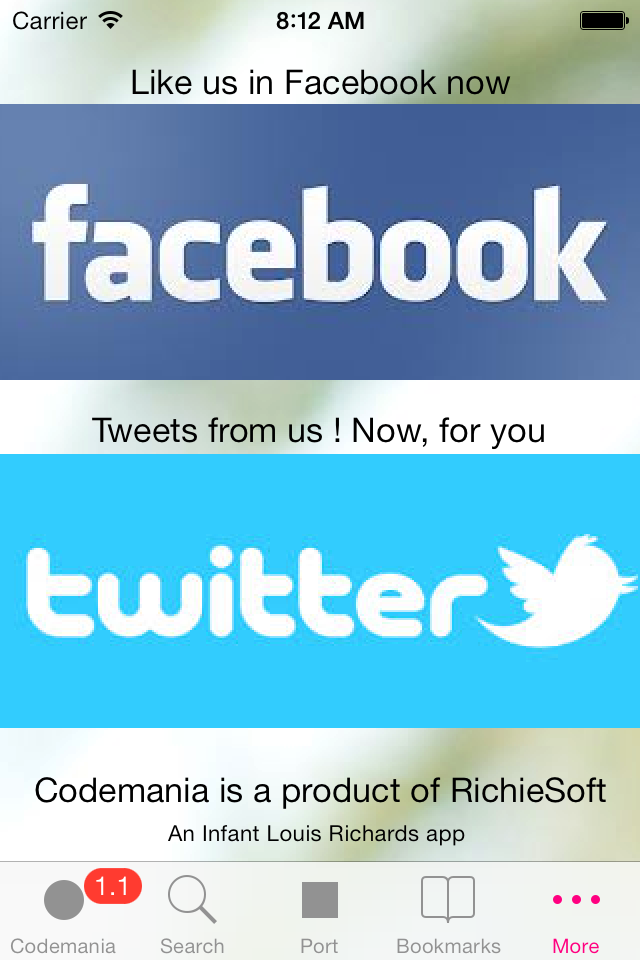 Carrier 8:12 AM
Like us in Facebook now
facebook
Tweets from us ! Now, for you
twitter
Codemania is a product of RichieSoft
An Infant Louis Richards app
1.1
Codemania Search Port Bookmarks More